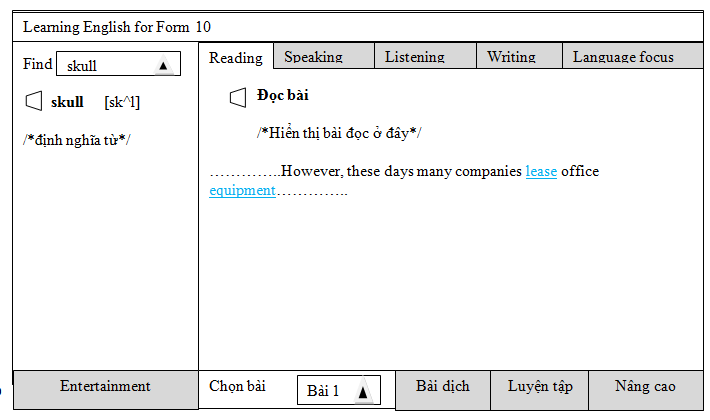 Learning English for Form 10
Find skull
skull [sk^l]
/*định nghĩa từ*/
Reading Speaking Listening Writing Language focus
Đọc bài
/*Hiển thị bài đọc ở đây*/
…………..However, these days many companies lease office
equipment…………..
Entertainment
Chọn bài Bài 1 Bài dịch Luyện tập Nâng cao